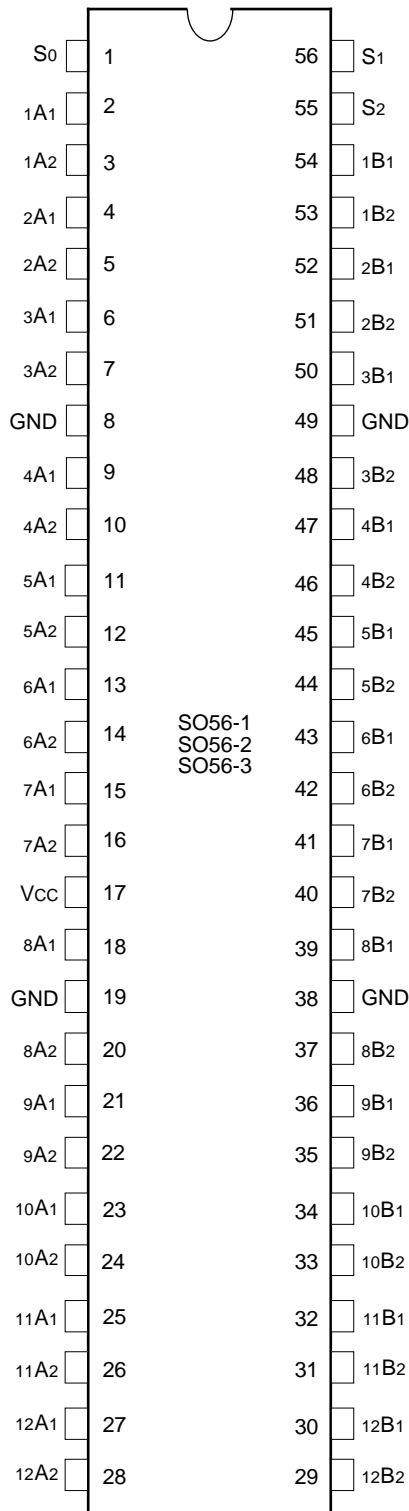 S0 1 56 S1
1A1 2 55 S2
1A2 3 54 1B1
2A1 4 53 1B2
2A2 5 52 2B1
3A1 6 51 2B2
3A2 7 50 3B1
GND 8 49 GND
4A1 9 48 3B2
4A2 10 47 4B1
5A1 11 46 4B2
5A2 12 45 5B1
6A1 13 44 5B2
6A2 14 SO56-1 43 6B1
SO56-2
SO56-3
7A1 15 42 6B2
7A2 16 41 7B1
VCC 17 40 7B2
8A1 18 39 8B1
GND 19 38 GND
8A2 20 37 8B2
9A1 21 36 9B1
9A2 22 35 9B2
10A1 23 34 10B1
10A2 24 33 10B2
11A1 25 32 11B1
11A2 26 31 11B2
12A1 27 30 12B1
12A2 28 29 12B2